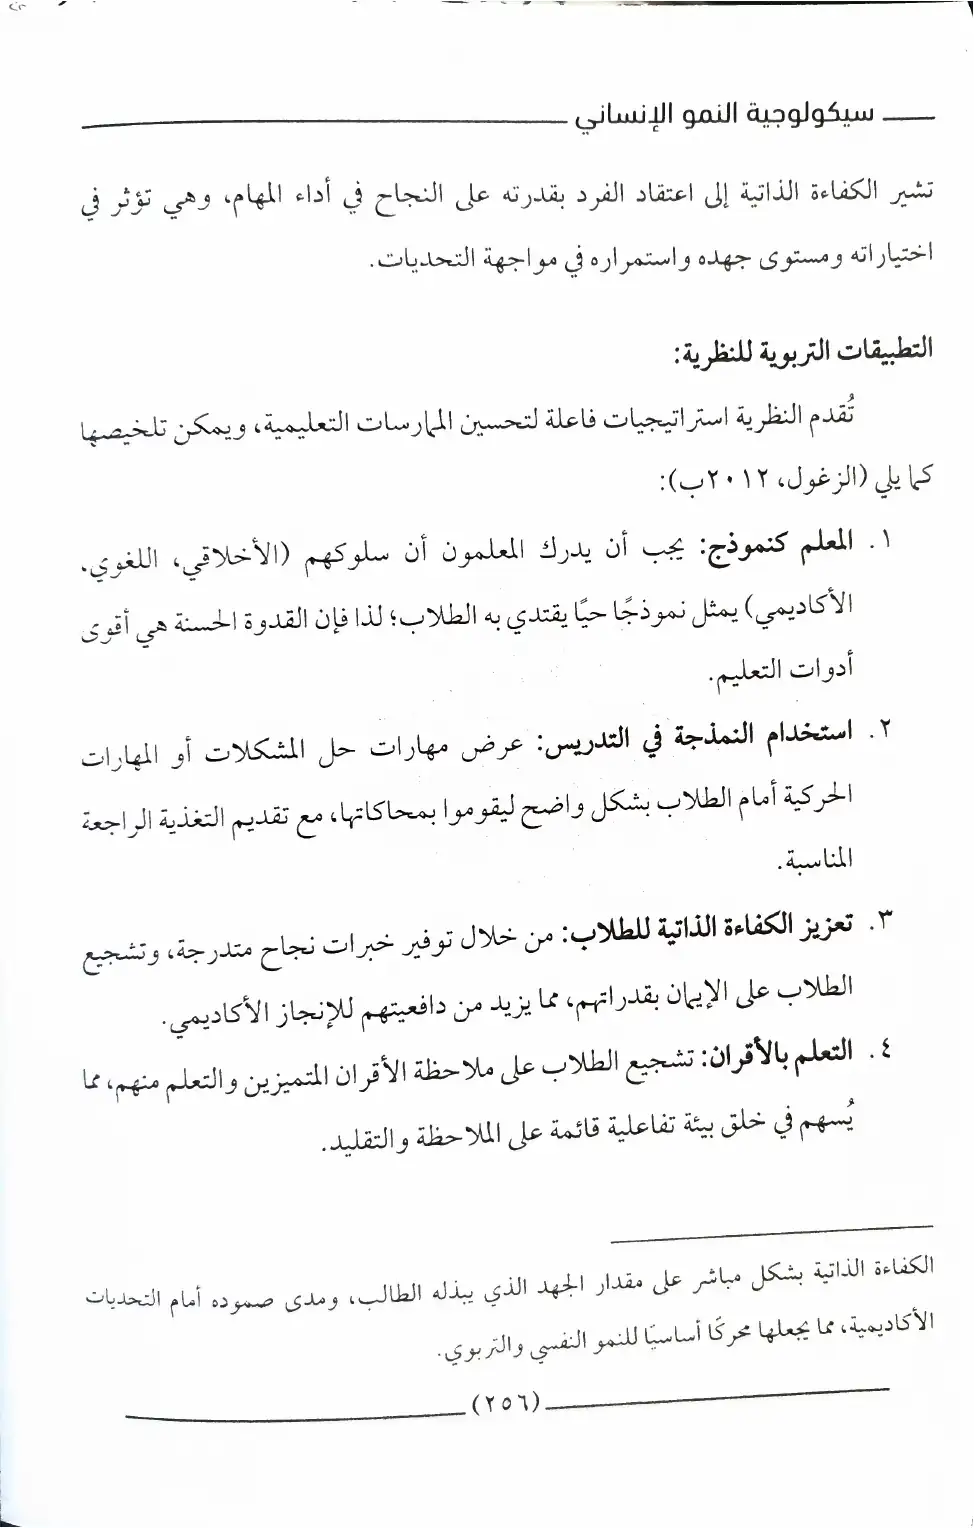 سيكولوجية النمو الإنساني
تشير الكفاءة الذاتية إلى اعتقاد الفرد بقدرته على النجاح في أداء المهام، وهي تؤثر في
اختياراته ومستوى جهده واستمراره في مواجهة التحديات.
التطبيقات التربوية للنظرية:
تُقدم النظرية استراتيجيات فاعلة لتحسين الممارسات التعليمية، ويمكن تلخيصها
كما يلي (الزغول، ٢٠١٢ب):
١. المعلم كنموذج: يجب أن يدرك المعلمون أن سلوكهم (الأخلاقي، اللغوي،
الأكاديمي) يمثل نموذجًا حيًا يقتدي به الطلاب؛ لذا فإن القدوة الحسنة هي أقوى
أدوات التعليم.
٢. استخدام النمذجة في التدريس: عرض مهارات حل المشكلات أو المهارات
الحركية أمام الطلاب بشكل واضح ليقوموا بمحاكاتها، مع تقديم التغذية الراجعة
المناسبة.
٣. تعزيز الكفاءة الذاتية للطلاب: من خلال توفير خبرات نجاح متدرجة، وتشجيع
الطلاب على الإيمان بقدراتهم، مما يزيد من دافعيتهم للإنجاز الأكاديمي.
٤. التعلم بالأقران: تشجيع الطلاب على ملاحظة الأقران المتميزين والتعلم منهم، مما
يُسهم في خلق بيئة تفاعلية قائمة على الملاحظة والتقليد.
الكفاءة الذاتية بشكل مباشر على مقدار الجهد الذي يبذله الطالب، ومدى صموده أمام التحديات
الأكاديمية، مما يجعلها محركًا أساسيًا للنمو النفسي والتربوي.
(٢٥٦)